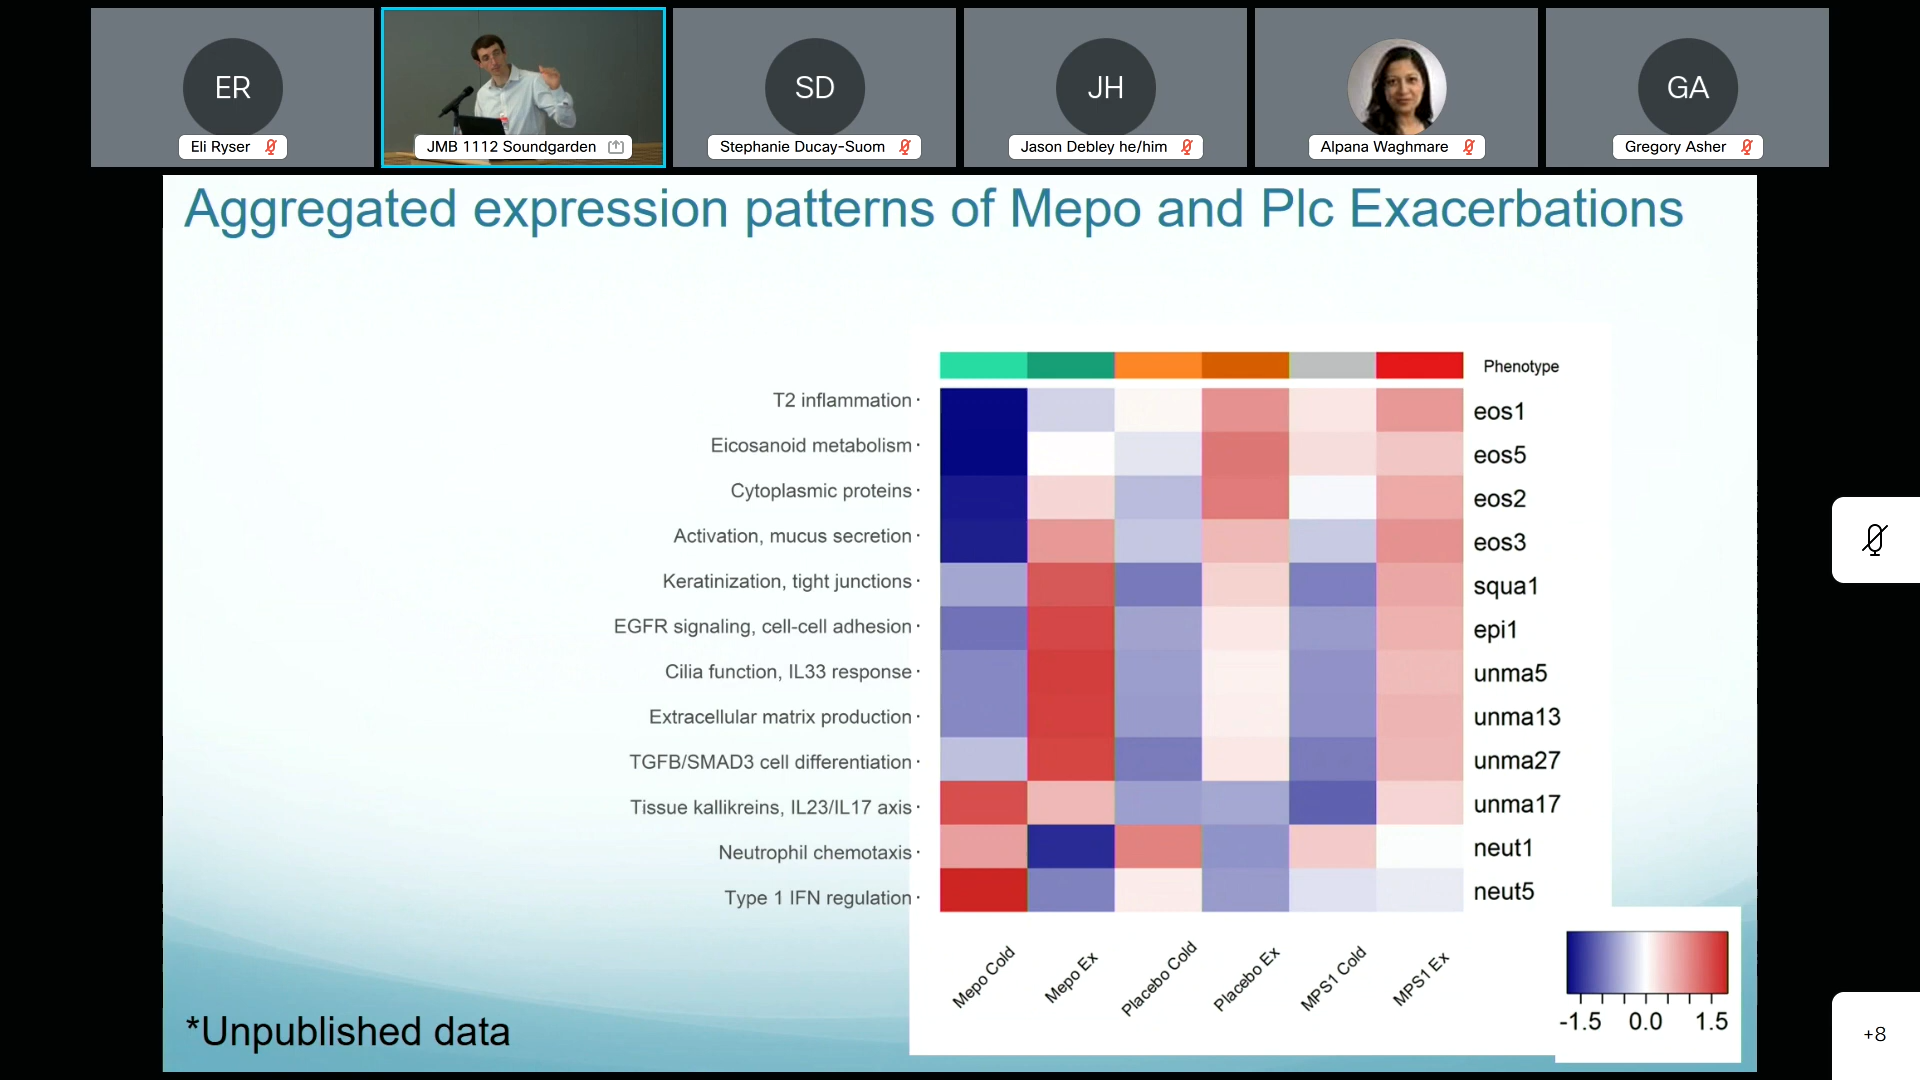 ER
SD
JH
GA
Eli Ryser
JMB 1112 Soundgarden
Stephanie Ducay-Suom
Jason Debley he/him
Alpana Waghmare
Gregory Asher
Aggregated expression patterns of Mepo and Plc Exacerbations
Phenotype
T2 inflammation
eos1
Eicosanoid metabolism
eos5
Cytoplasmic proteins
eos2
Activation, mucus secretion
eos3
Keratinization, tight junctions
squa1
EGFR signaling, cell-cell adhesion
epi1
Cilia function, IL33 response
unma5
Extracellular matrix production
unma13
TGFB/SMAD3 cell differentiation
unma27
Tissue kallikreins, IL23/IL17 axis
unma17
Neutrophil chemotaxis
neut1
Type 1 IFN regulation
neut5
Mepo Cold
Mepo Ex
Placebo Cold
Placebo Ex
MPS1 Cold
MPS1 Ex
-1.5 0.0 1.5
*Unpublished data
+8